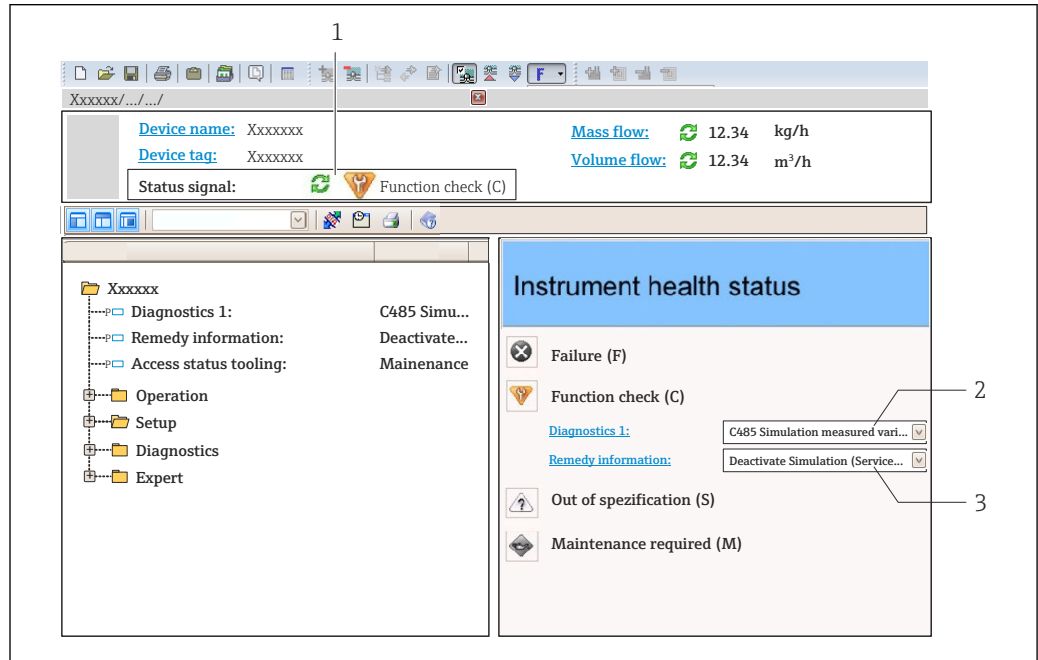 1
F
Xxxxxx/.../.../
Device name: Xxxxxxx
Mass flow: 12.34 kg/h
Device tag: Xxxxxxx
Volume flow: 12.34 m³/h
Status signal: Function check (C)
Xxxxxx
Diagnostics 1: C485 Simu...
Remedy information: Deactivate...
Access status tooling: Mainenance
Operation
Setup
Diagnostics
Expert
Instrument health status
Failure (F)
Function check (C)
2
Diagnostics 1: C485 Simulation measured vari...
Remedy information: Deactivate Simulation (Service...
Out of spezification (S)
3
Maintenance required (M)